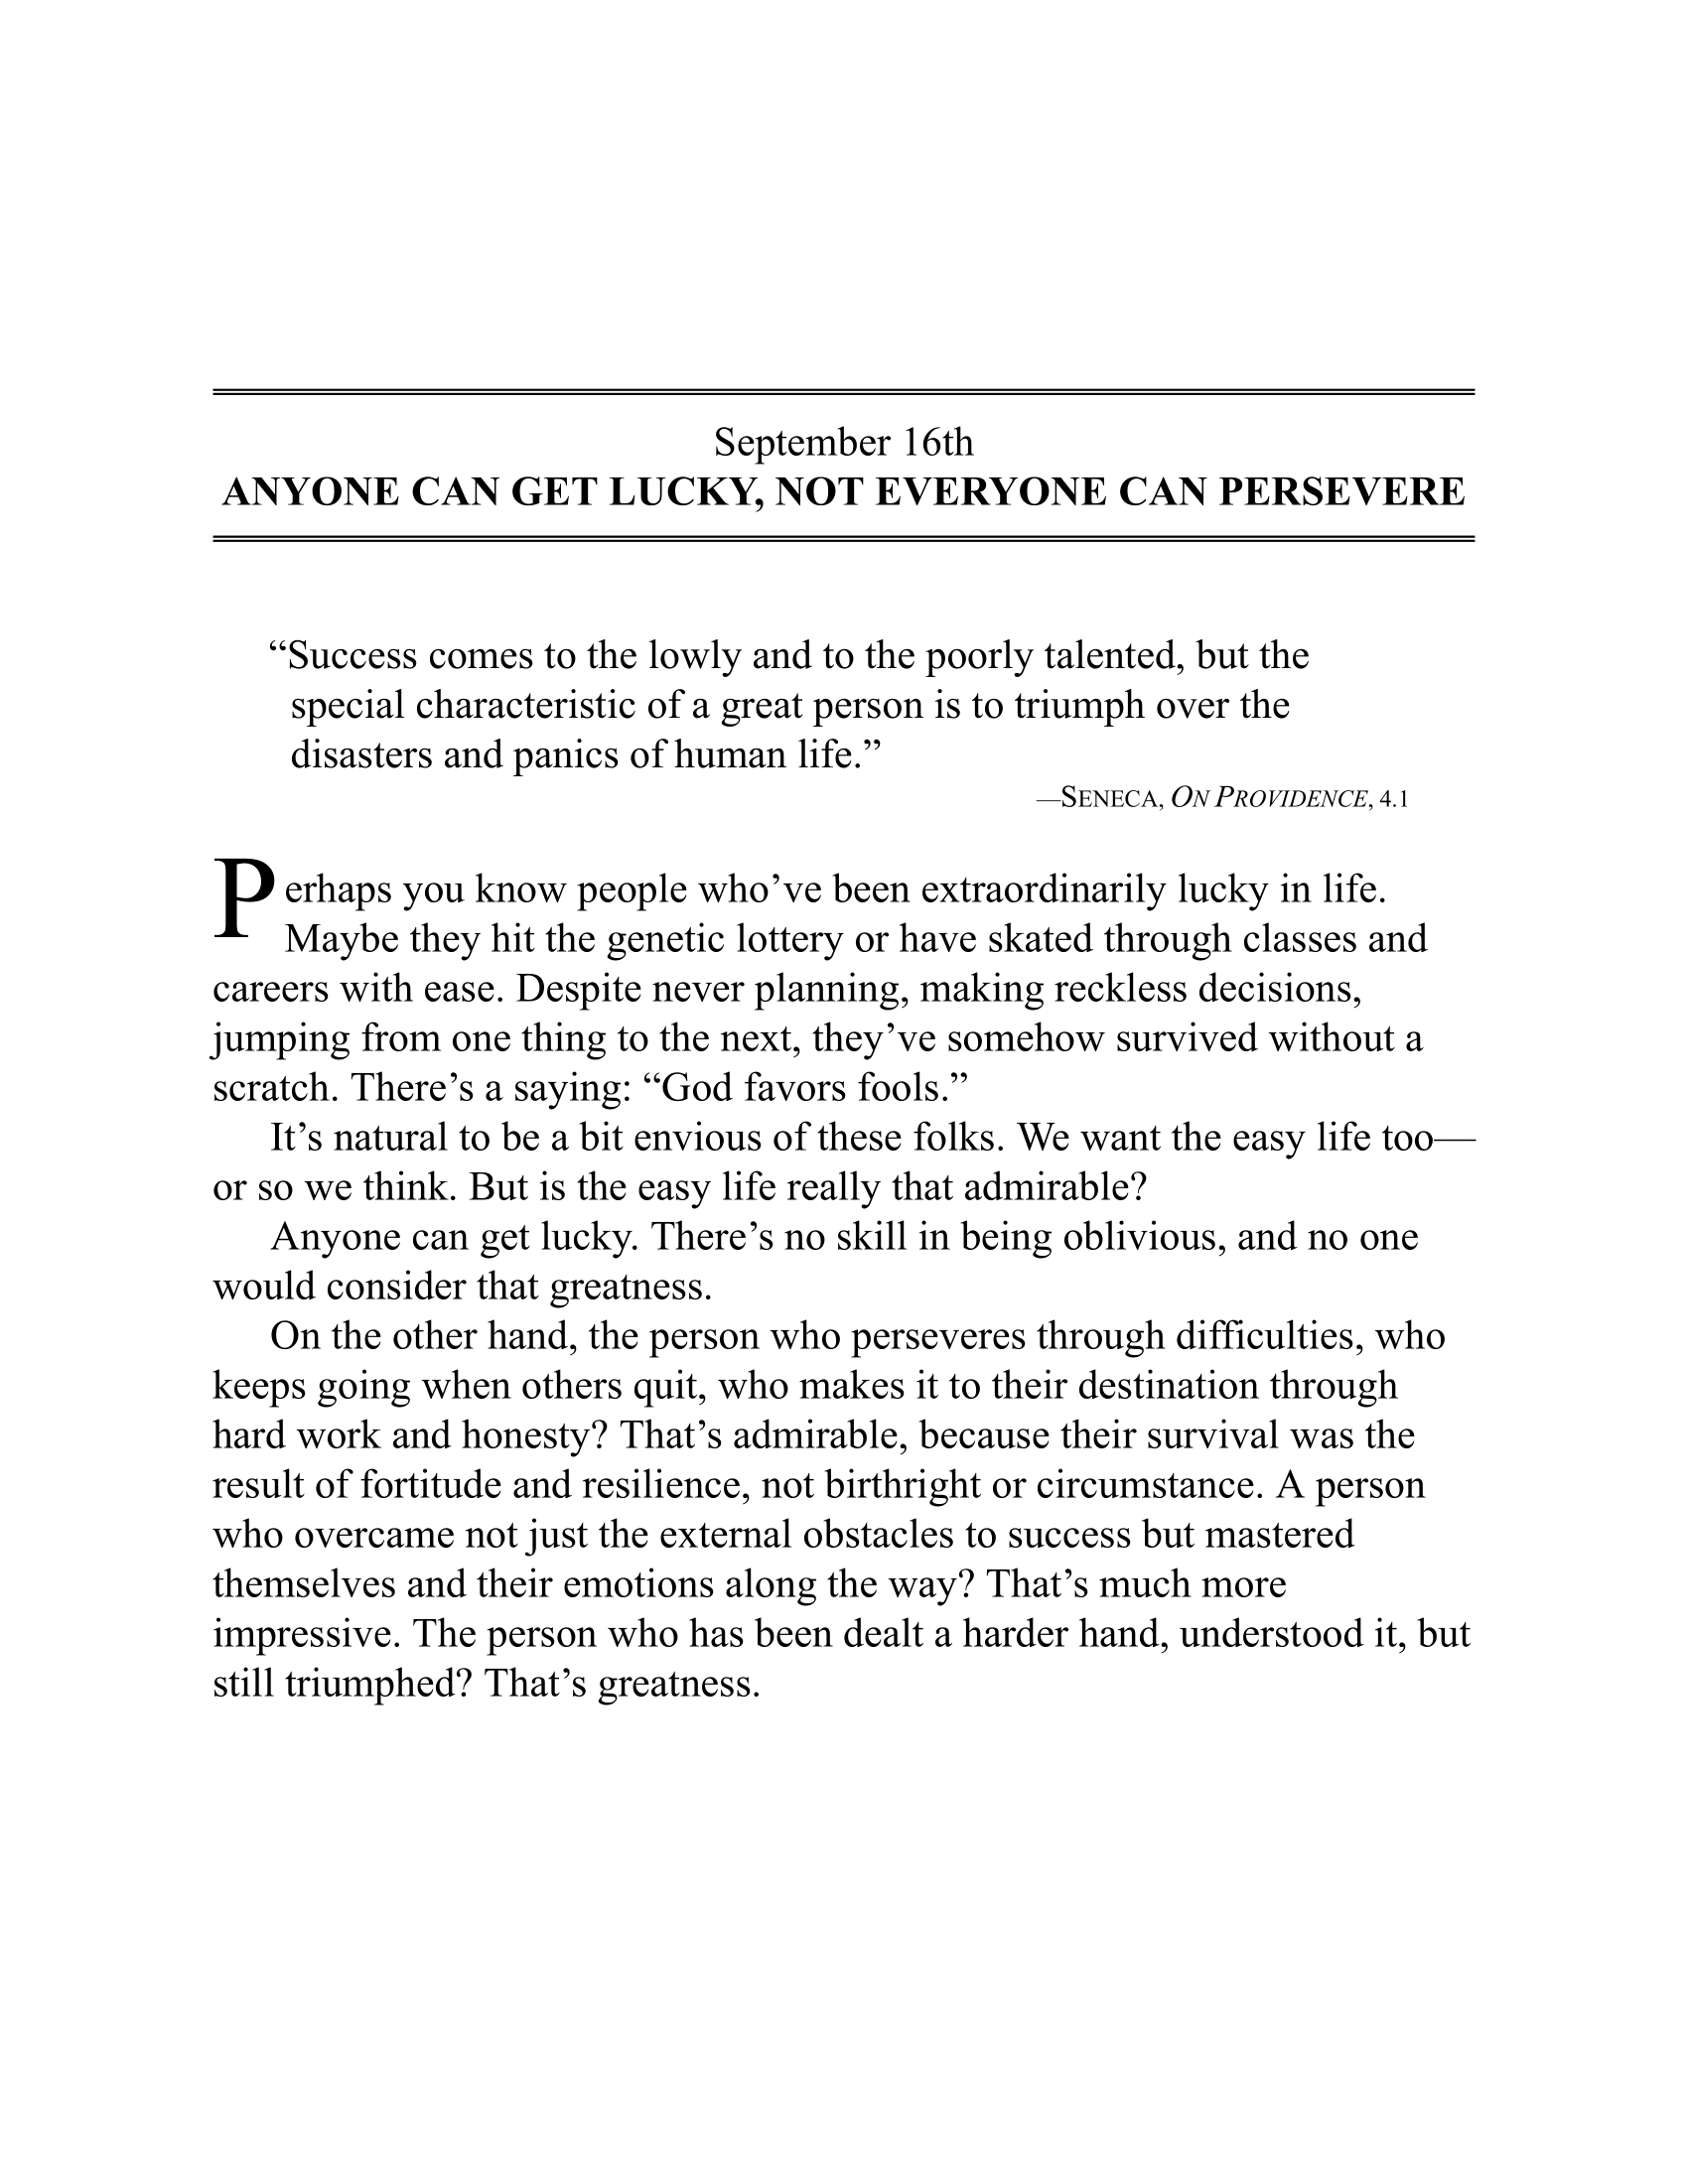 September 16th
ANYONE CAN GET LUCKY, NOT EVERYONE CAN PERSEVERE
“Success comes to the lowly and to the poorly talented, but the
special characteristic of a great person is to triumph over the
disasters and panics of human life.”
—SENECA, ON PROVIDENCE, 4.1
Perhaps you know people who’ve been extraordinarily lucky in life.
Maybe they hit the genetic lottery or have skated through classes and
careers with ease. Despite never planning, making reckless decisions,
jumping from one thing to the next, they’ve somehow survived without a
scratch. There’s a saying: “God favors fools.”
It’s natural to be a bit envious of these folks. We want the easy life too—
or so we think. But is the easy life really that admirable?
Anyone can get lucky. There’s no skill in being oblivious, and no one
would consider that greatness.
On the other hand, the person who perseveres through difficulties, who
keeps going when others quit, who makes it to their destination through
hard work and honesty? That’s admirable, because their survival was the
result of fortitude and resilience, not birthright or circumstance. A person
who overcame not just the external obstacles to success but mastered
themselves and their emotions along the way? That’s much more
impressive. The person who has been dealt a harder hand, understood it, but
still triumphed? That’s greatness.